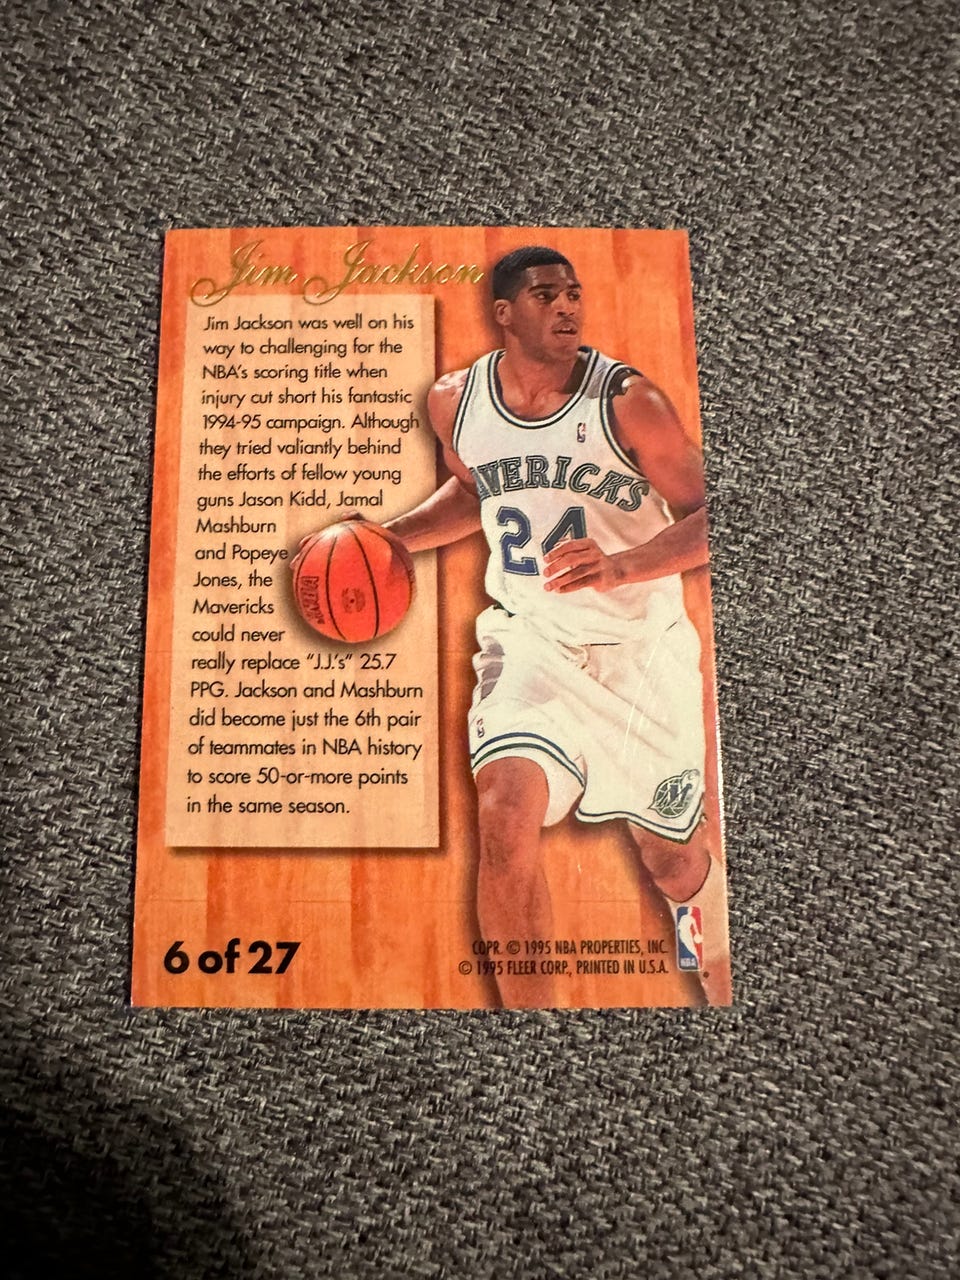 Jim Jackson
Jim Jackson was well on his
way to challenging for the
NBA's scoring title when
injury cut short his fantastic
1994-95 campaign. Although
they tried valiantly behind
the efforts of fellow young
guns Jason Kidd, Jamal
Mashburn
and Popeye
Jones, the
Mavericks
could never
really replace "J.J.'s" 25.7
PPG. Jackson and Mashburn
did become just the 6th pair
of teammates in NBA history
to score 50-or-more points
in the same season.
MAVERICKS
24
M
6 of 27
COPR. © 1995 NBA PROPERTIES, INC.
© 1995 FLEER CORP., PRINTED IN U.S.A.
NBA